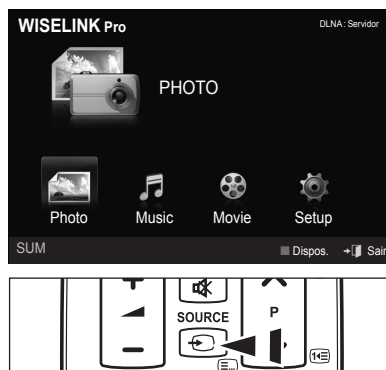 WISELINK Pro
DLNA: Servidor
PHOTO
Photo Music Movie Setup
SUM Dispos. Sair
SOURCE P